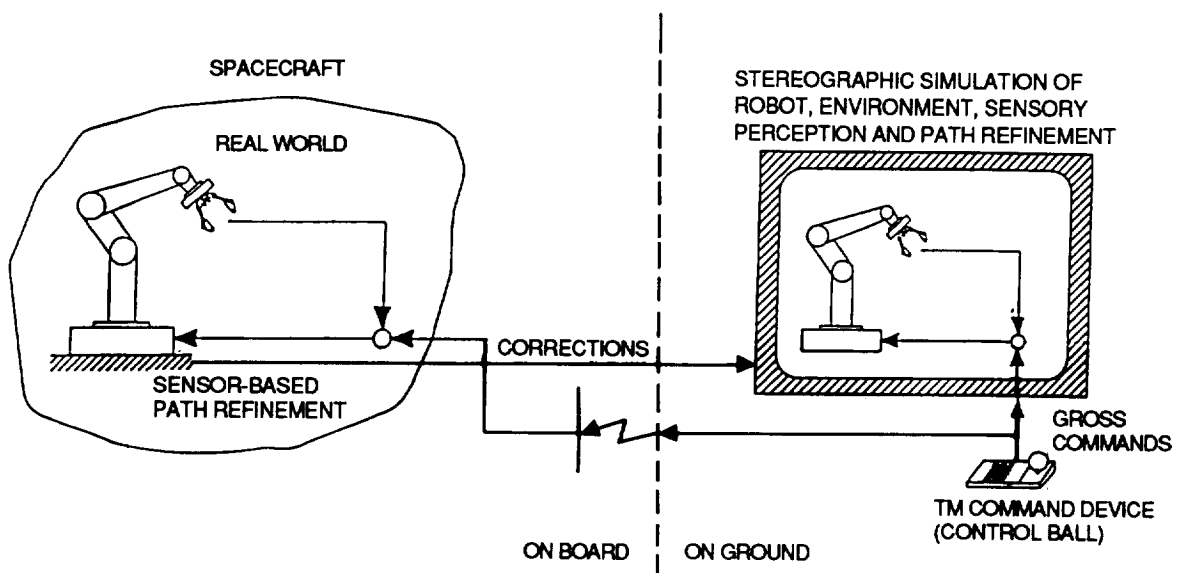 SPACECRAFT
REAL WORLD
STEREOGRAPHIC SIMULATION OF
ROBOT, ENVIRONMENT, SENSORY
PERCEPTION AND PATH REFINEMENT
CORRECTIONS
SENSOR-BASED
PATH REFINEMENT
GROSS
COMMANDS
TM COMMAND DEVICE
(CONTROL BALL)
ON BOARD
ON GROUND